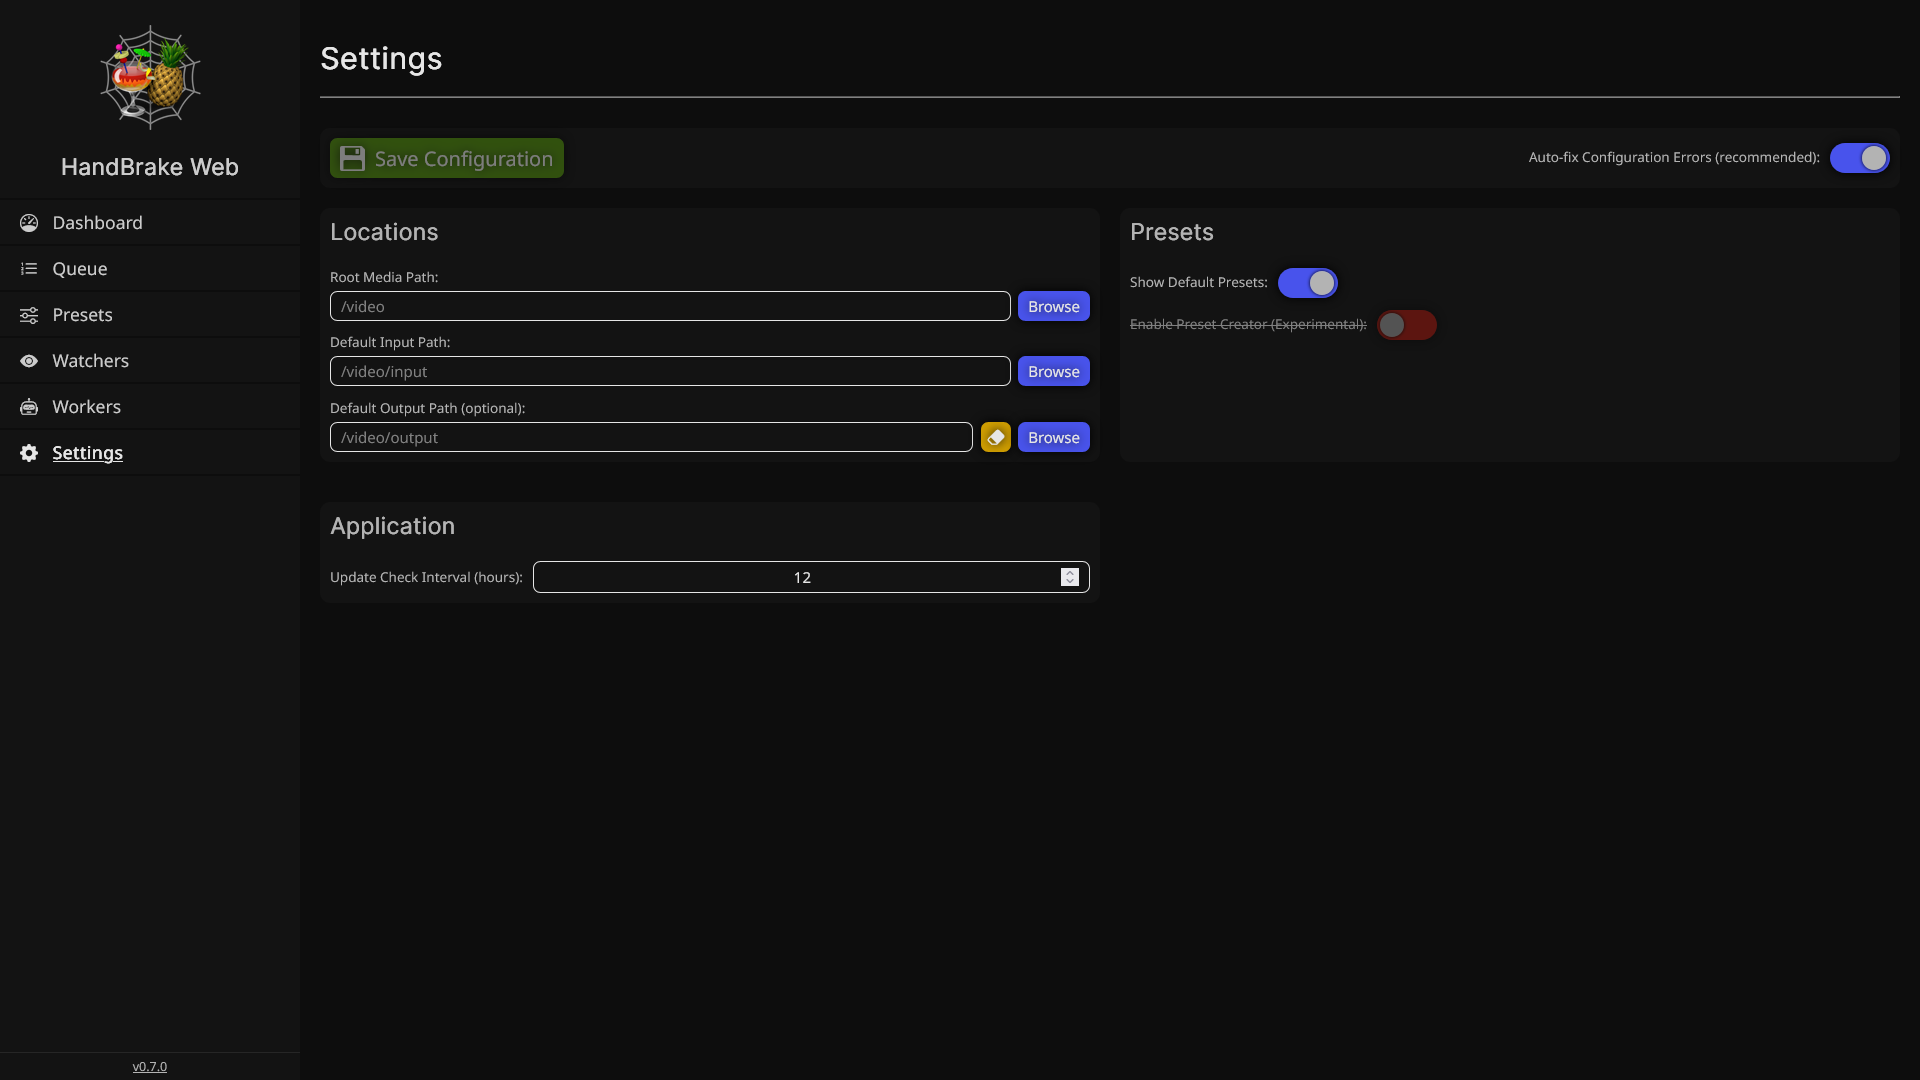 HandBrake Web
Dashboard
Queue
Presets
Watchers
Workers
Settings
v0.7.0
Settings
Save Configuration
Auto-fix Configuration Errors (recommended):
Locations
Root Media Path:
/video
Browse
Default Input Path:
/video/input
Browse
Default Output Path (optional):
/video/output
Browse
Presets
Show Default Presets:
Enable Preset Creator (Experimental):
Application
Update Check Interval (hours):
12